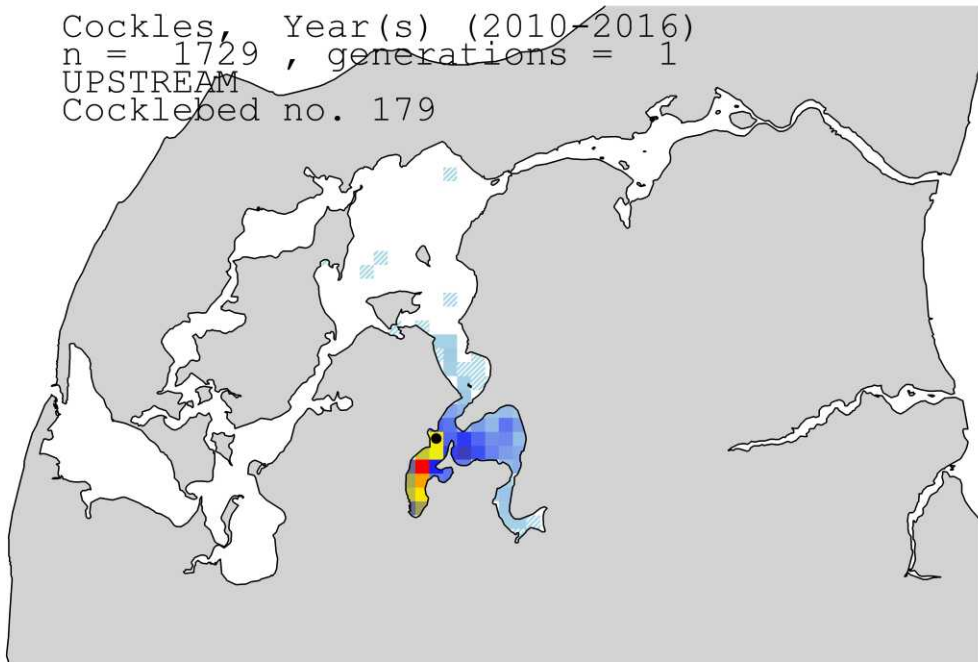 Cockles,  Year(s) (2010-2016)
n =  1729 , generations =  1
UPSTREAM
Cocklebed no. 179